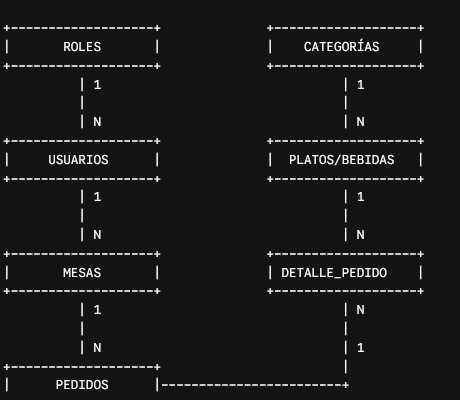 +--------------------+              +--------------------+
|       ROLES        |              |    CATEGORÍAS      |
+--------------------+              +--------------------+
          | 1                                 | 1
          |                                   |
          | N                                 | N
+--------------------+              +--------------------+
|     USUARIOS       |              |  PLATOS/BEBIDAS    |
+--------------------+              +--------------------+
          | 1                                 | 1
          |                                   |
          | N                                 | N
+--------------------+              +--------------------+
|       MESAS        |              | DETALLE_PEDIDO     |
+--------------------+              +--------------------+
          | 1                                 | N
          |                                   |
          | N                                 | 1
+--------------------+                        |
|      PEDIDOS       |------------------------+